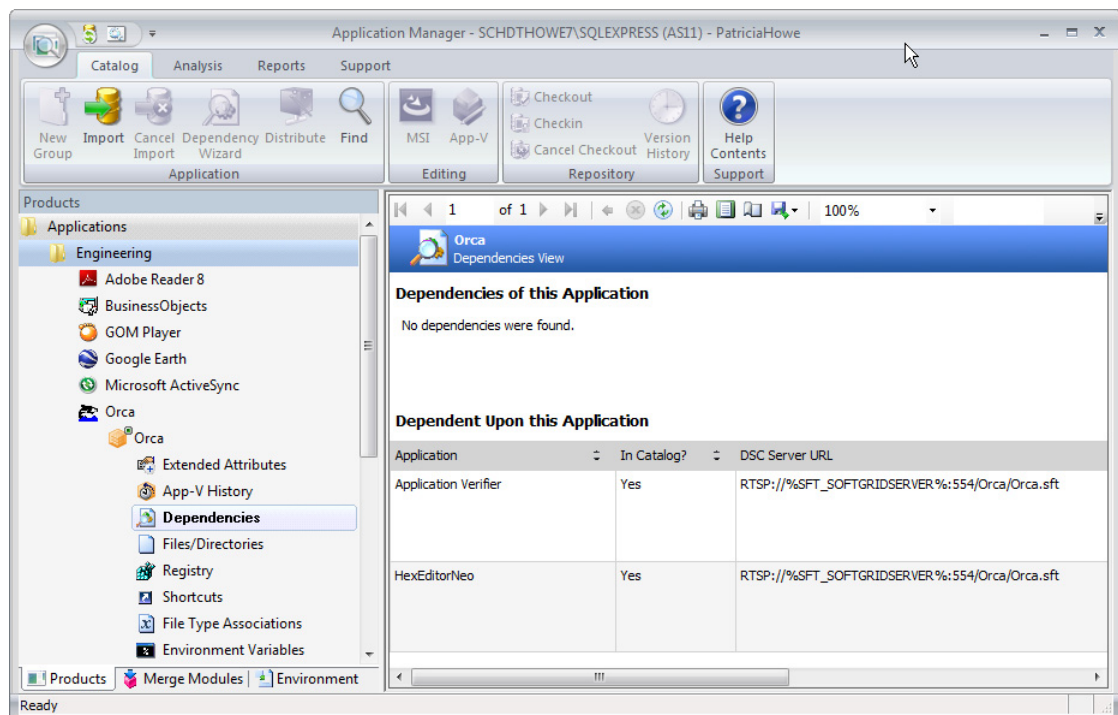 Application Manager - SCHDTHOWE7\SQLEXPRESS (AS11) - PatriciaHowe
Catalog Analysis Reports Support
New Group Import Cancel Import Dependency Wizard Distribute Find
Application
MSI App-V
Editing
Checkout
Checkin
Cancel Checkout
Version History
Repository
Help Contents
Support
Products
Applications
Engineering
Adobe Reader 8
BusinessObjects
GOM Player
Google Earth
Microsoft ActiveSync
Orca
Orca
Extended Attributes
App-V History
Dependencies
Files/Directories
Registry
Shortcuts
File Type Associations
Environment Variables
Products Merge Modules Environment
1 of 1 100%
Orca
Dependencies View
Dependencies of this Application
No dependencies were found.
Dependent Upon this Application
Application In Catalog? DSC Server URL
Application Verifier Yes RTSP://%SFT_SOFTGRIDSERVER%:554/Orca/Orca.sft
HexEditorNeo Yes RTSP://%SFT_SOFTGRIDSERVER%:554/Orca/Orca.sft
Ready